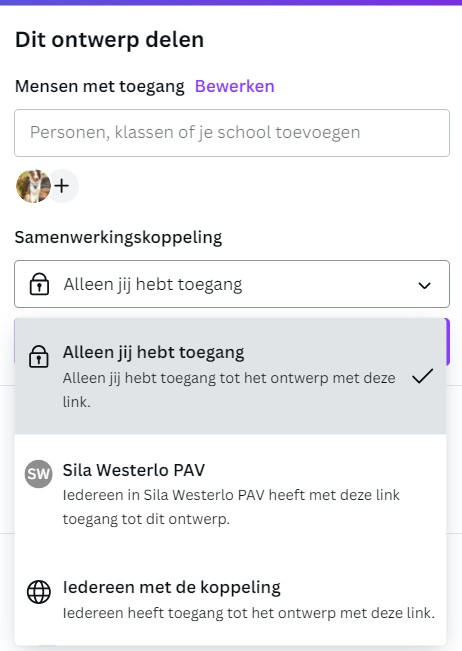 Dit ontwerp delen
Mensen met toegang Bewerken
Personen, klassen of je school toevoegen
Samenwerkingskoppeling
Alleen jij hebt toegang
Alleen jij hebt toegang
Alleen jij hebt toegang tot het ontwerp met deze
link.
SW Sila Westerlo PAV
Iedereen in Sila Westerlo PAV heeft met deze link
toegang tot dit ontwerp.
Iedereen met de koppeling
Iedereen heeft toegang tot het ontwerp met deze link.